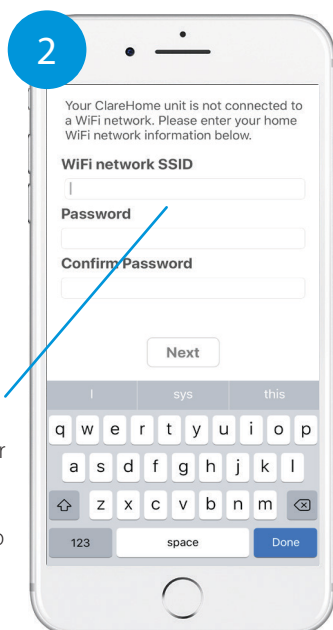 2
Your ClareHome unit is not connected to
a WiFi network. Please enter your home
WiFi network information below.
WiFi network SSID
Password
Confirm Password
Next
I sys this
q w e r t y u i o p
a s d f g h j k l
z x c v b n m
123 space Done